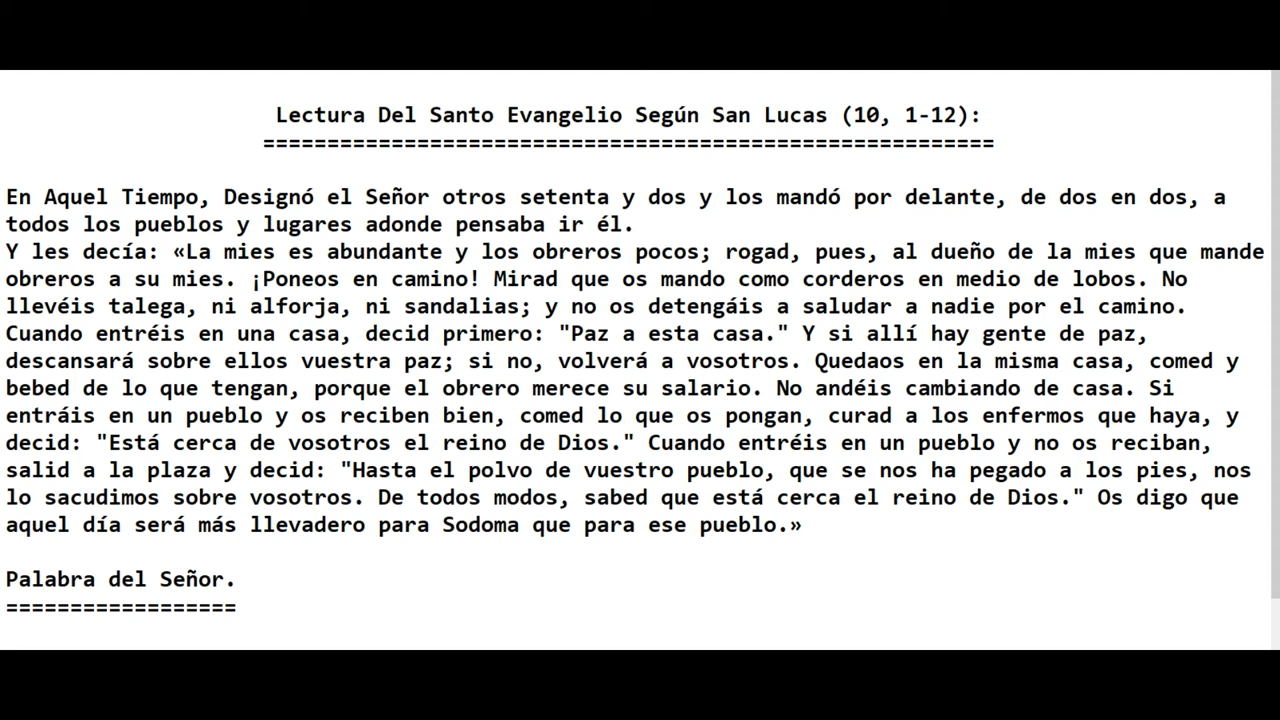 Lectura Del Santo Evangelio Según San Lucas (10, 1-12):
=========================================================
En Aquel Tiempo, Designó el Señor otros setenta y dos y los mandó por delante, de dos en dos, a
todos los pueblos y lugares adonde pensaba ir él.
Y les decía: «La mies es abundante y los obreros pocos; rogad, pues, al dueño de la mies que mande
obreros a su mies. ¡Poneos en camino! Mirad que os mando como corderos en medio de lobos. No
llevéis talega, ni alforja, ni sandalias; y no os detengáis a saludar a nadie por el camino.
Cuando entréis en una casa, decid primero: "Paz a esta casa." Y si allí hay gente de paz,
descansará sobre ellos vuestra paz; si no, volverá a vosotros. Quedaos en la misma casa, comed y
bebed de lo que tengan, porque el obrero merece su salario. No andéis cambiando de casa. Si
entráis en un pueblo y os reciben bien, comed lo que os pongan, curad a los enfermos que haya, y
decid: "Está cerca de vosotros el reino de Dios." Cuando entréis en un pueblo y no os reciban,
salid a la plaza y decid: "Hasta el polvo de vuestro pueblo, que se nos ha pegado a los pies, nos
lo sacudimos sobre vosotros. De todos modos, sabed que está cerca el reino de Dios." Os digo que
aquel día será más llevadero para Sodoma que para ese pueblo.»
Palabra del Señor.
==================